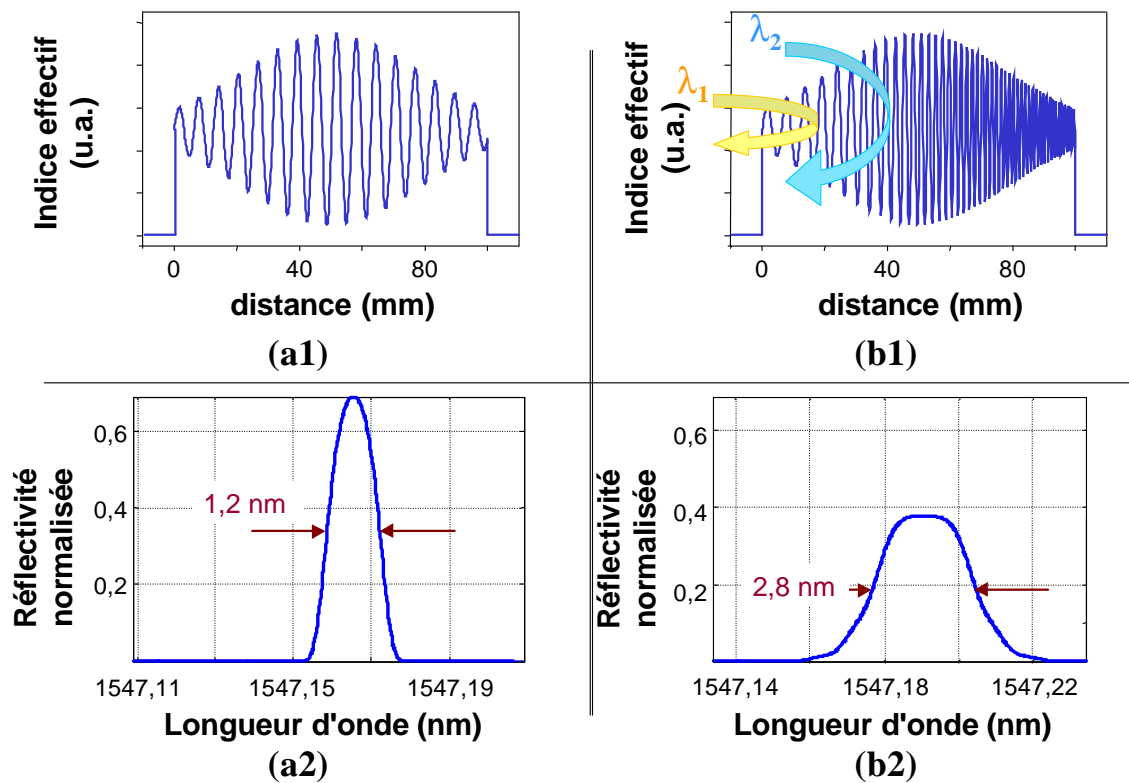 Indice effectif
(u.a.)
0
40
80
distance (mm)
(a1)
λ2
λ1
Indice effectif
(u.a.)
0
40
80
distance (mm)
(b1)
Réflectivité
normalisée
0,6
0,4
0,2
1,2 nm
1547,11
1547,15
1547,19
Longueur d'onde (nm)
(a2)
Réflectivité
normalisée
0,6
0,4
0,2
2,8 nm
1547,14
1547,18
1547,22
Longueur d'onde (nm)
(b2)